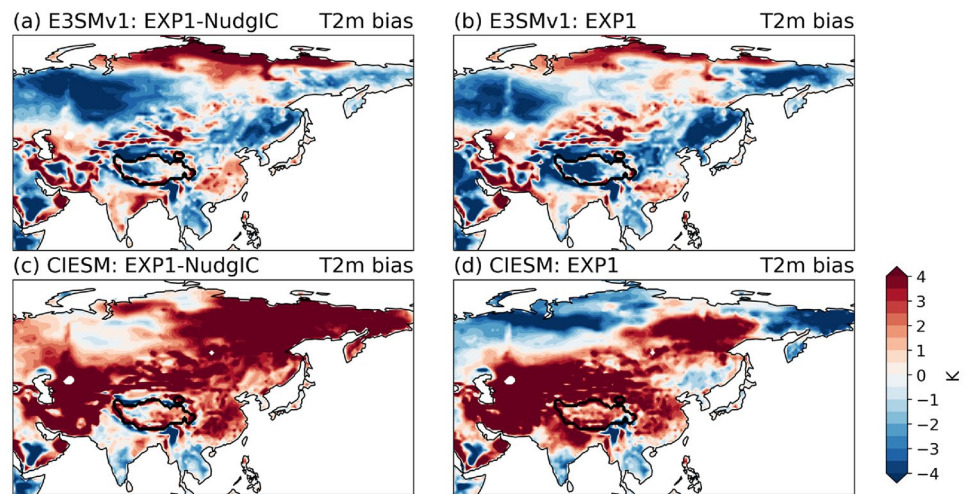 (a) E3SMv1: EXP1-NudgIC T2m bias
(b) E3SMv1: EXP1 T2m bias
(c) CIESM: EXP1-NudgIC T2m bias
(d) CIESM: EXP1 T2m bias
4
3
2
1
0
−1
−2
−3
−4
K